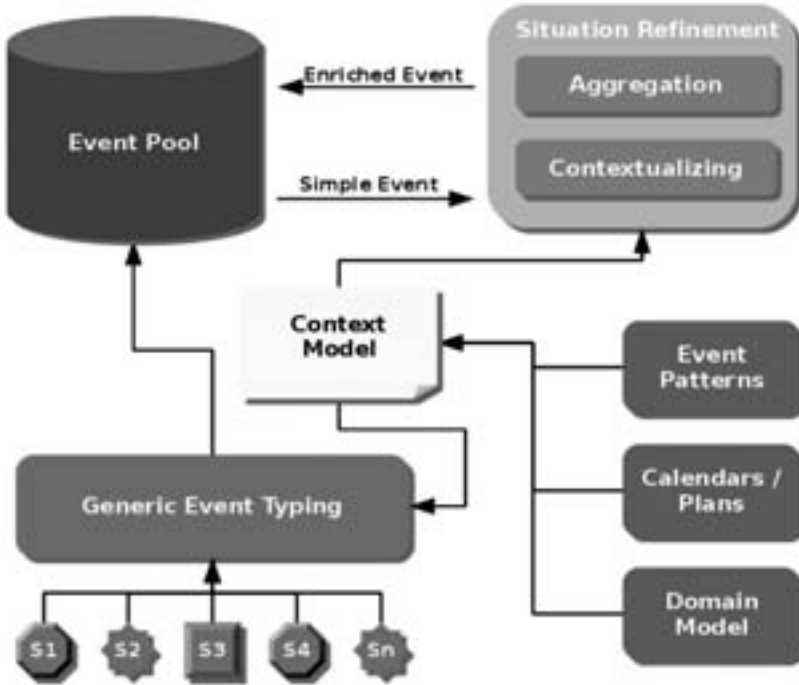 Situation Refinement
Enriched Event
Aggregation
Event Pool
Simple Event
Contextualizing
Context
Model
Event
Patterns
Generic Event Typing
Calendars /
Plans
Domain
Model
S1 S2 S3 S4 Sn